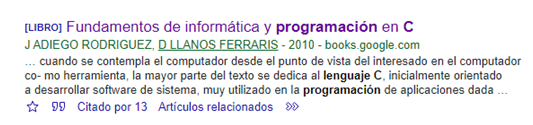 [LIBRO] Fundamentos de informática y programación en C
J ADIEGO RODRIGUEZ, D LLANOS FERRARIS - 2010 - books.google.com
… cuando se contempla el computador desde el punto de vista del interesado en el computador
co- mo herramienta, la mayor parte del texto se dedica al lenguaje C, inicialmente orientado
a desarrollar software de sistema, muy utilizado en la programación de aplicaciones dada …
Citado por 13 Artículos relacionados